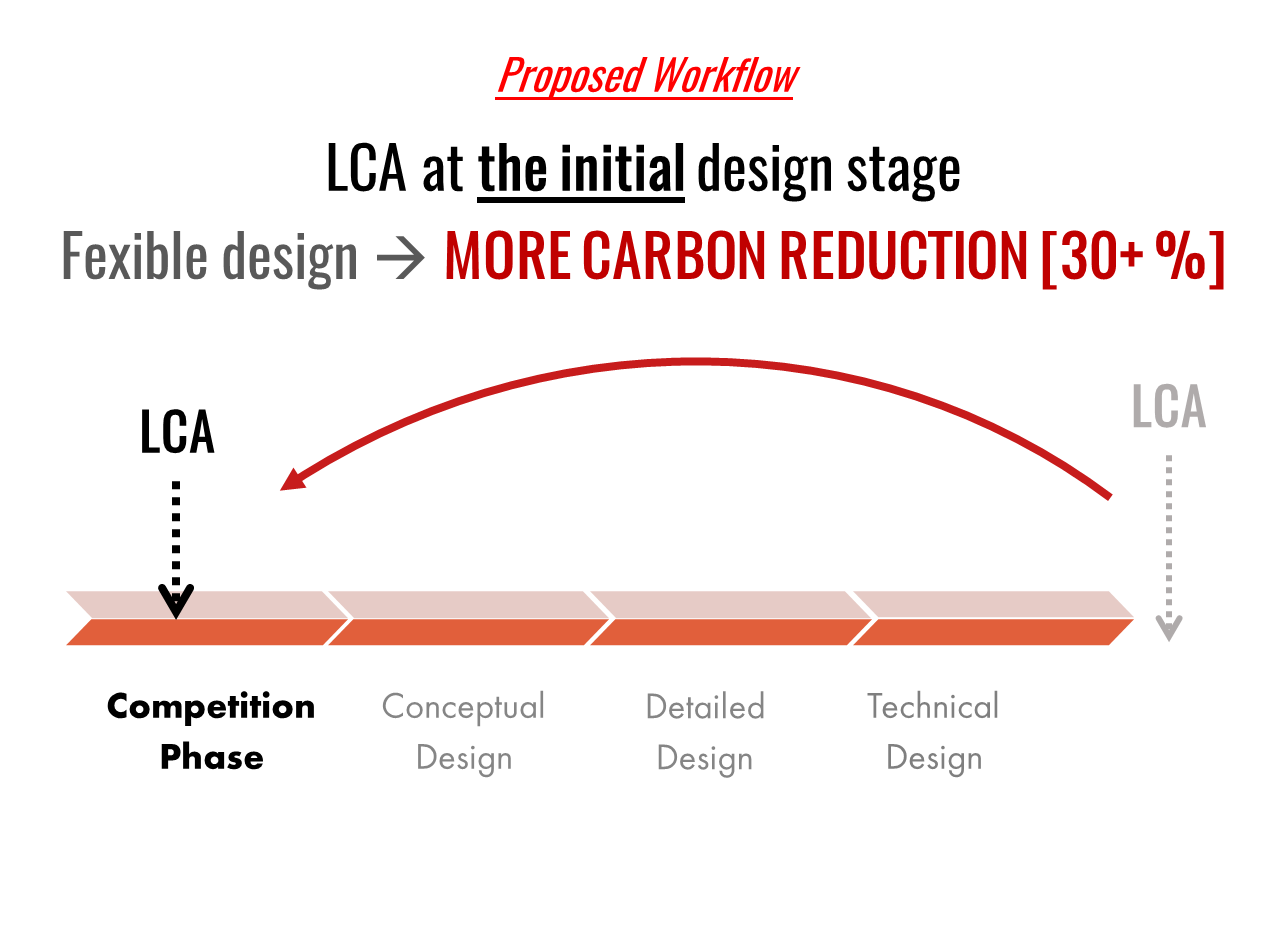 Proposed Workflow
LCA at the initial design stage
Fexible design → MORE CARBON REDUCTION [30+ %]
LCA
LCA
Competition
Phase
Conceptual
Design
Detailed
Design
Technical
Design